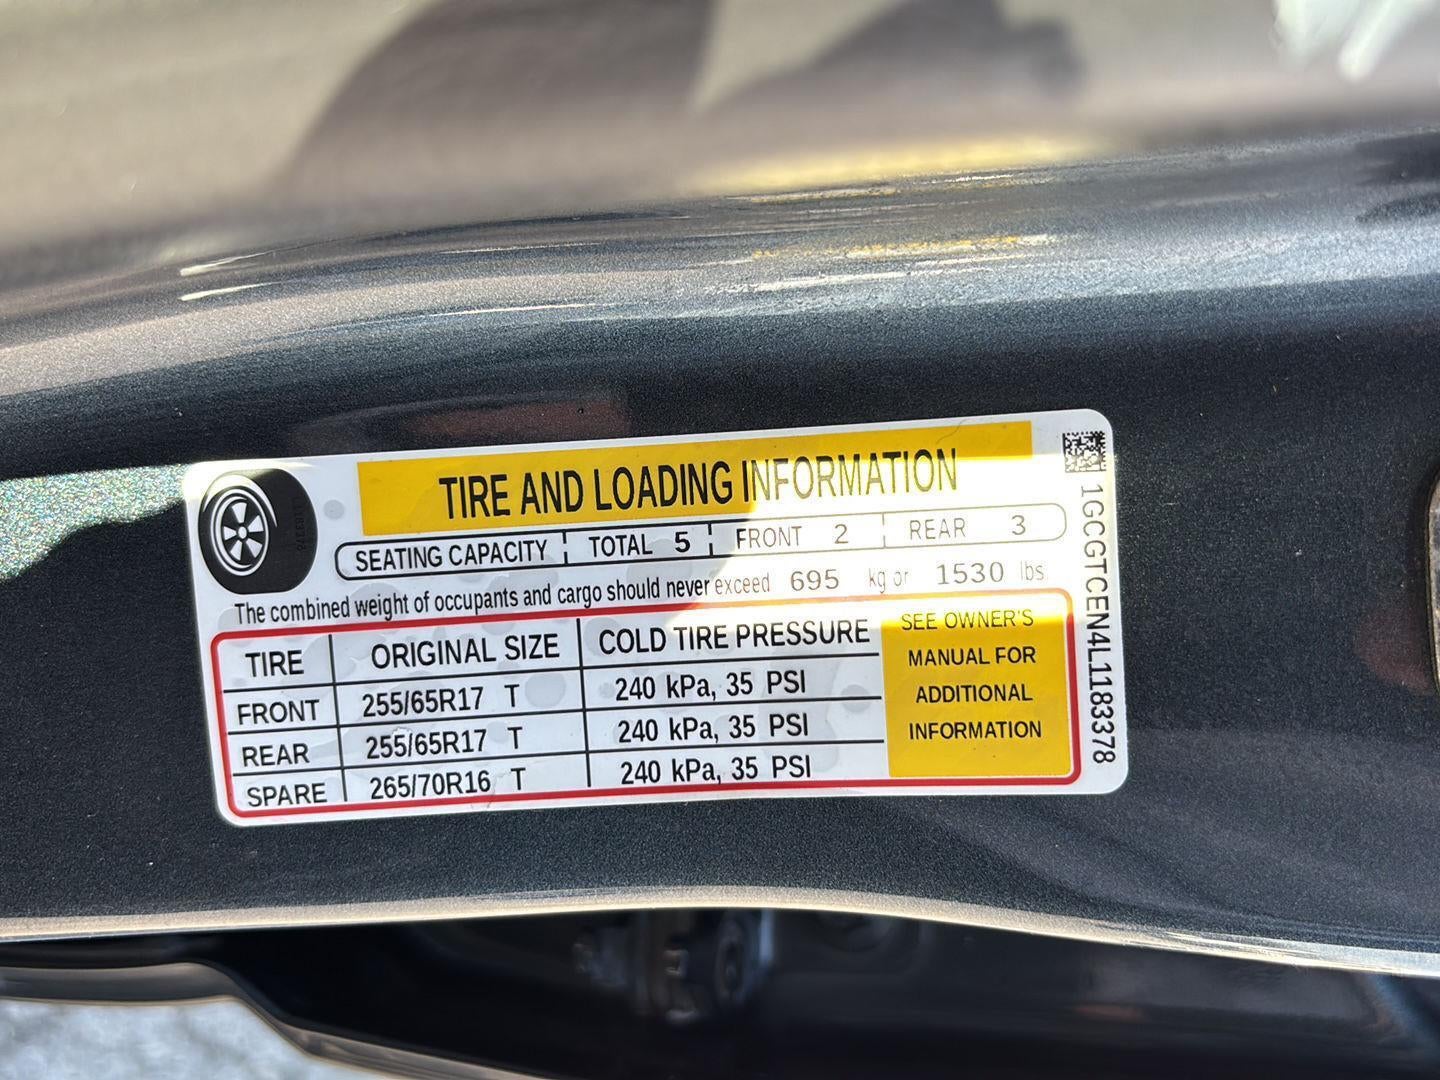 TIRE AND LOADING INFORMATION
SEATING CAPACITY TOTAL 5 FRONT 2 REAR 3
The combined weight of occupants and cargo should never exceed 695 kg or 1530 lbs
TIRE ORIGINAL SIZE COLD TIRE PRESSURE
FRONT 255/65R17 T 240 kPa, 35 PSI
REAR 255/65R17 T 240 kPa, 35 PSI
SPARE 265/70R16 T 240 kPa, 35 PSI
SEE OWNER'S
MANUAL FOR
ADDITIONAL
INFORMATION
1GCGTCEN4L1183378